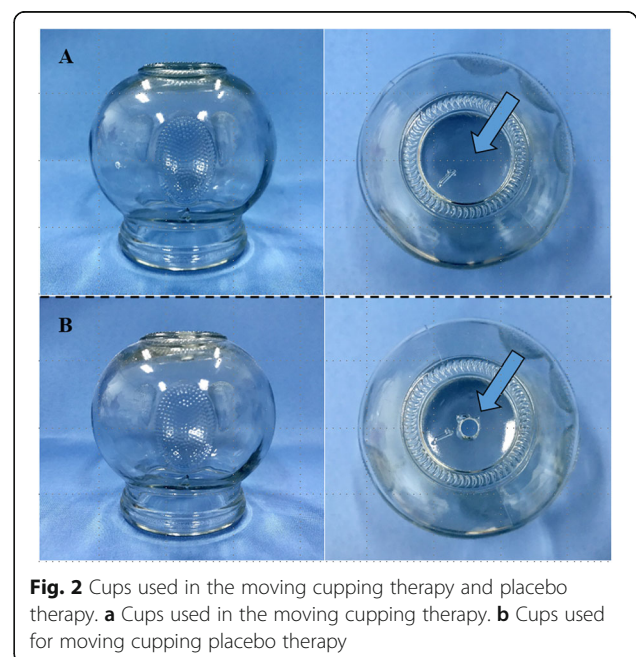 A
B
Fig. 2 Cups used in the moving cupping therapy and placebo
therapy. a Cups used in the moving cupping therapy. b Cups used
for moving cupping placebo therapy